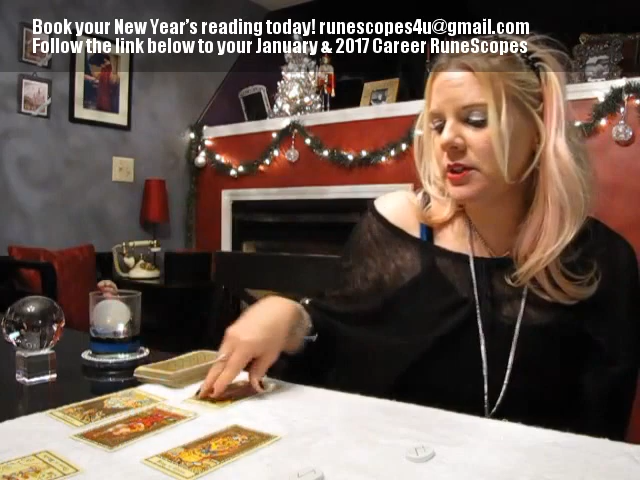 Book your New Year's reading today! runescopes4u@gmail.com
Follow the link below to your January & 2017 Career RuneScopes